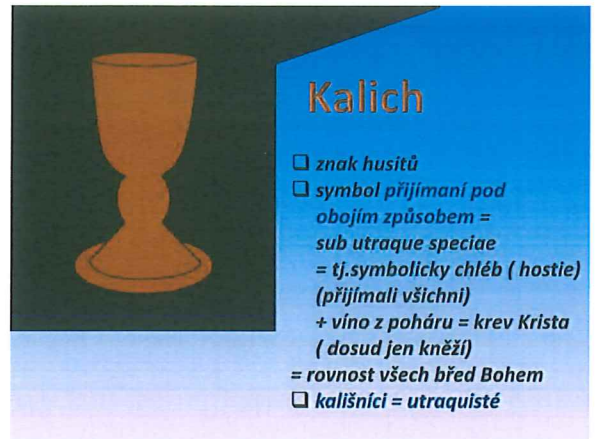 Kalich
❑ znak husitů
❑ symbol přijímaní pod
obojím způsobem =
sub utraque speciae
= tj.symbolicky chléb ( hostie)
(přijímali všichni)
+ víno z poháru = krev Krista
( dosud jen kněží)
= rovnost všech břed Bohem
❑ kališníci = utraquisté